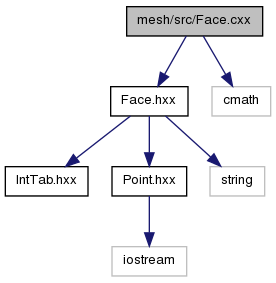 mesh/src/Face.cxx
Face.hxx
cmath
IntTab.hxx
Point.hxx
string
iostream